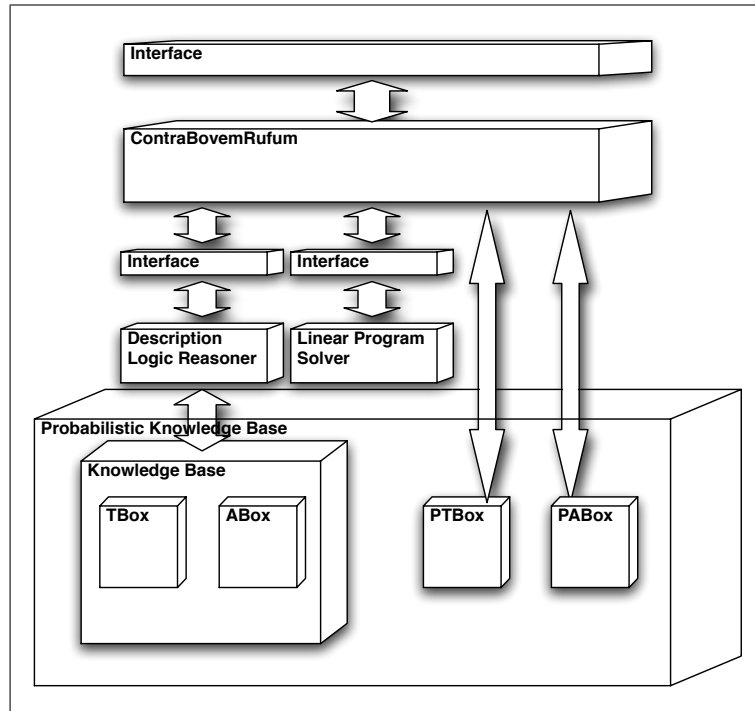 Interface
ContraBovemRufum
Interface
Interface
Description
Logic Reasoner
Linear Program
Solver
Probabilistic Knowledge Base
Knowledge Base
TBox
ABox
PTBox
PABox